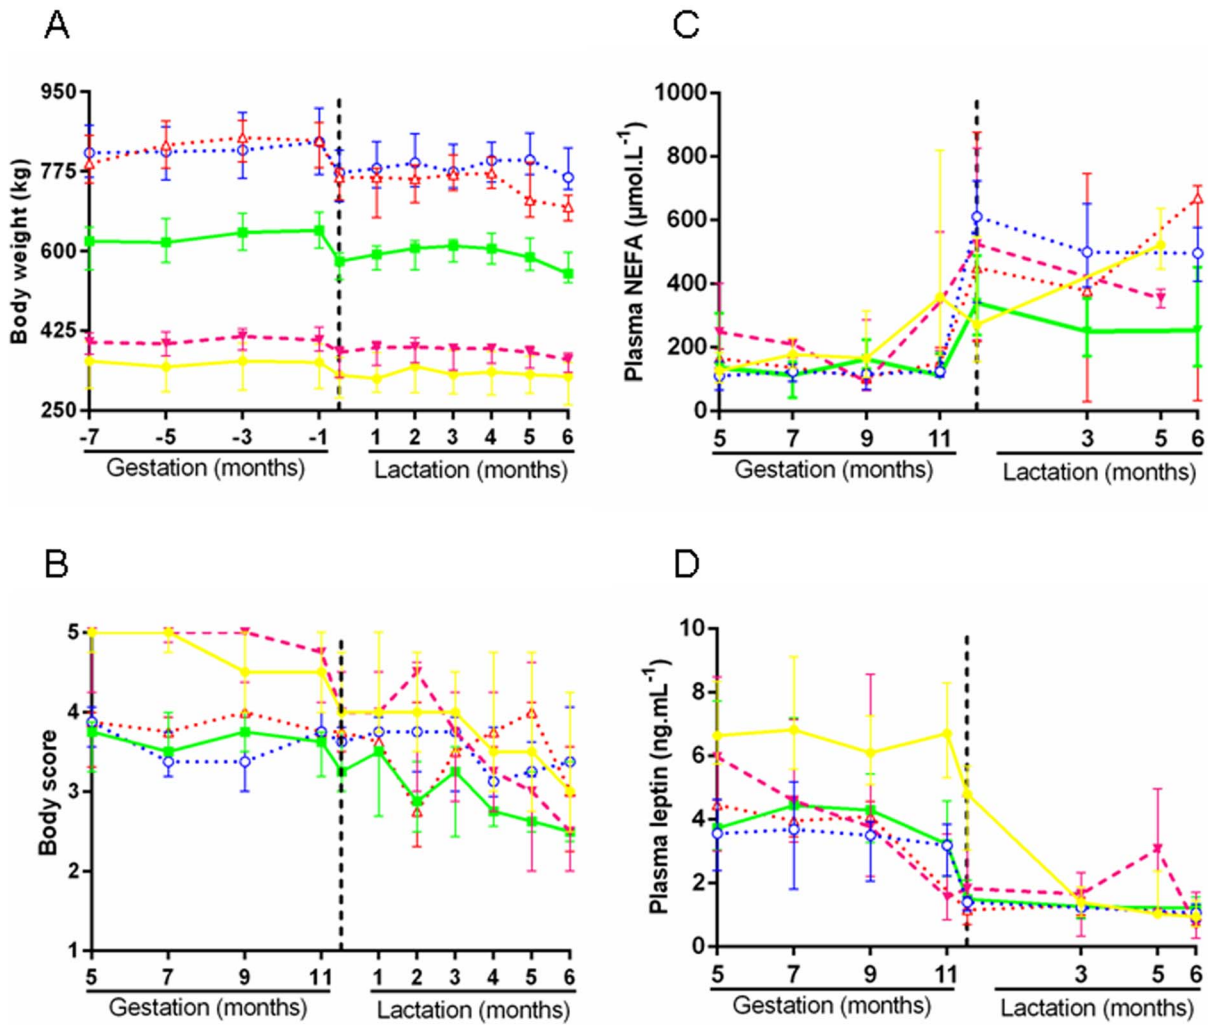 A
Body weight (kg)
950
775
600
425
250
-7 -5 -3 -1 1 2 3 4 5 6
Gestation (months) Lactation (months)
C
Plasma NEFA (µmol.L⁻¹)
1000
800
600
400
200
0
5 7 9 11 3 5 6
Gestation (months) Lactation (months)
B
Body score
5
4
3
2
1
5 7 9 11 1 2 3 4 5 6
Gestation (months) Lactation (months)
D
Plasma leptin (ng.mL⁻¹)
10
8
6
4
2
0
5 7 9 11 3 5 6
Gestation (months) Lactation (months)